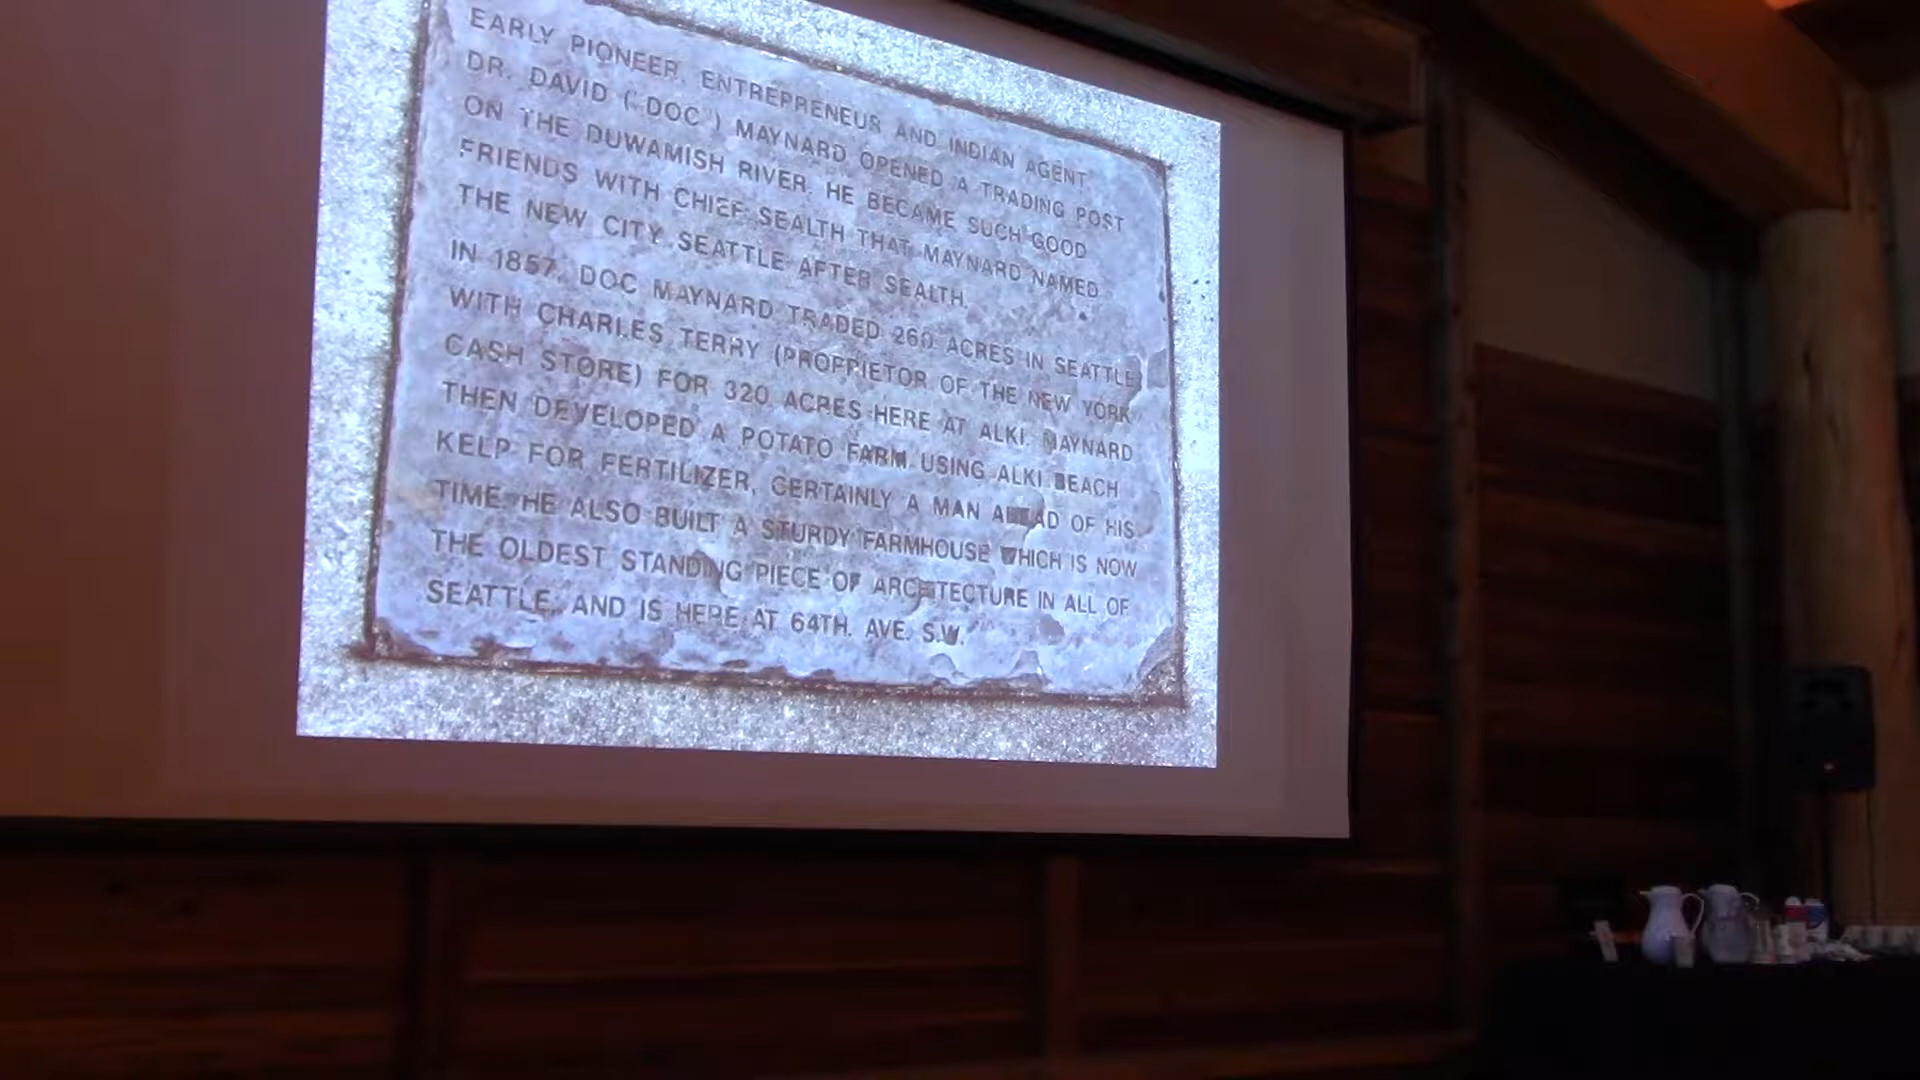 EARLY PIONEER, ENTREPRENEUR AND INDIAN AGENT,
DR. DAVID ("DOC") MAYNARD OPENED A TRADING POST
ON THE DUWAMISH RIVER. HE BECAME SUCH GOOD
FRIENDS WITH CHIEF SEALTH THAT MAYNARD NAMED
THE NEW CITY SEATTLE AFTER SEALTH.
IN 1857, DOC MAYNARD TRADED 260 ACRES IN SEATTLE
WITH CHARLES TERRY (PROPRIETOR OF THE NEW YORK
CASH STORE) FOR 320 ACRES HERE AT ALKI. MAYNARD
THEN DEVELOPED A POTATO FARM USING ALKI BEACH
KELP FOR FERTILIZER, CERTAINLY A MAN AHEAD OF HIS
TIME. HE ALSO BUILT A STURDY FARMHOUSE WHICH IS NOW
THE OLDEST STANDING PIECE OF ARCHITECTURE IN ALL OF
SEATTLE, AND IS HERE AT 64TH. AVE. S.W.